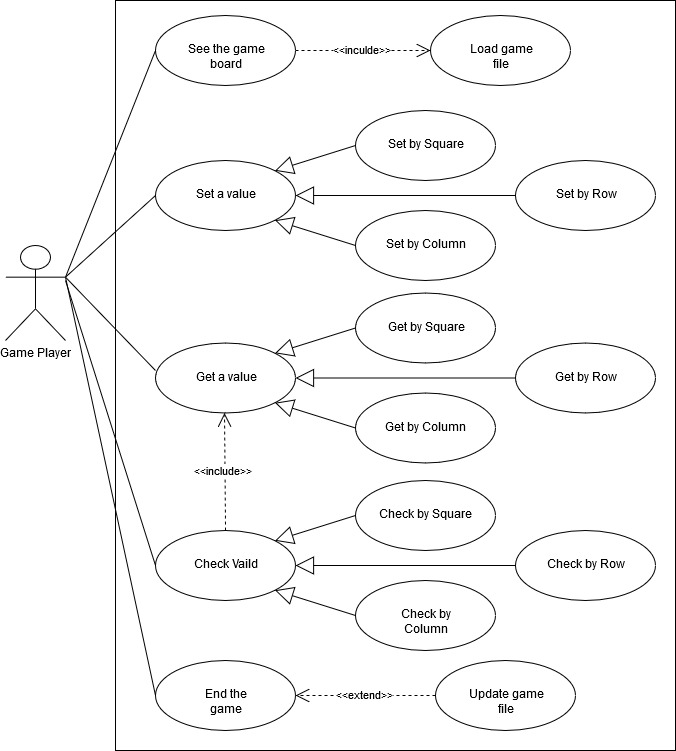 See the game
board
<<inculde>>
Load game
file
Set by Square
Set a value
Set by Row
Set by Column
Game Player
Get by Square
Get a value
Get by Row
Get by Column
<<include>>
Check by Square
Check Vaild
Check by Row
Check by
Column
End the
game
<<extend>>
Update game
file